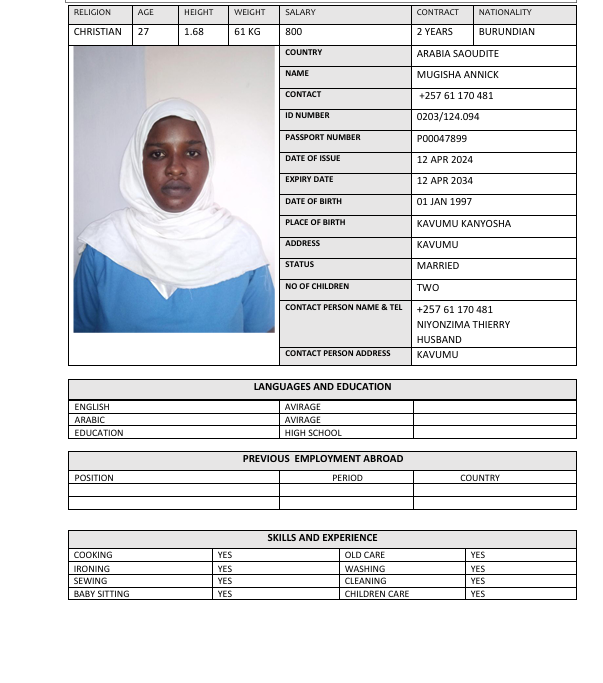 RELIGION AGE HEIGHT WEIGHT SALARY CONTRACT NATIONALITY
CHRISTIAN 27 1.68 61 KG 800 2 YEARS BURUNDIAN
COUNTRY ARABIA SAOUDITE
NAME MUGISHA ANNICK
CONTACT +257 61 170 481
ID NUMBER 0203/124.094
PASSPORT NUMBER P00047899
DATE OF ISSUE 12 APR 2024
EXPIRY DATE 12 APR 2034
DATE OF BIRTH 01 JAN 1997
PLACE OF BIRTH KAVUMU KANYOSHA
ADDRESS KAVUMU
STATUS MARRIED
NO OF CHILDREN TWO
CONTACT PERSON NAME & TEL +257 61 170 481
NIYONZIMA THIERRY
HUSBAND
CONTACT PERSON ADDRESS KAVUMU
LANGUAGES AND EDUCATION
ENGLISH AVIRAGE
ARABIC AVIRAGE
EDUCATION HIGH SCHOOL
PREVIOUS EMPLOYMENT ABROAD
POSITION PERIOD COUNTRY
SKILLS AND EXPERIENCE
COOKING YES OLD CARE YES
IRONING YES WASHING YES
SEWING YES CLEANING YES
BABY SITTING YES CHILDREN CARE YES